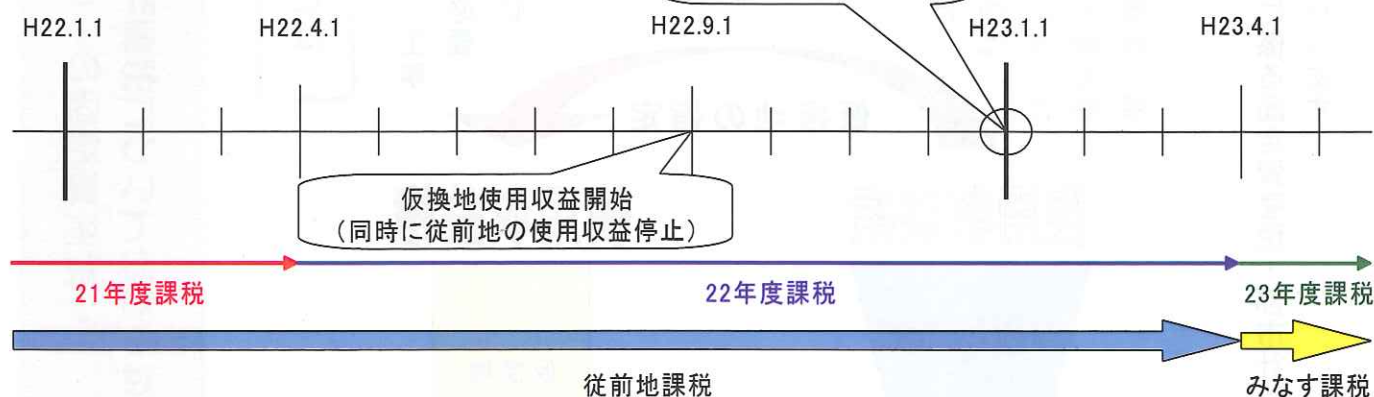 H22.1.1
H22.4.1
H22.9.1
H23.1.1
H23.4.1
仮換地使用収益開始
(同時に従前地の使用収益停止)
21年度課税
22年度課税
23年度課税
従前地課税
みなす課税